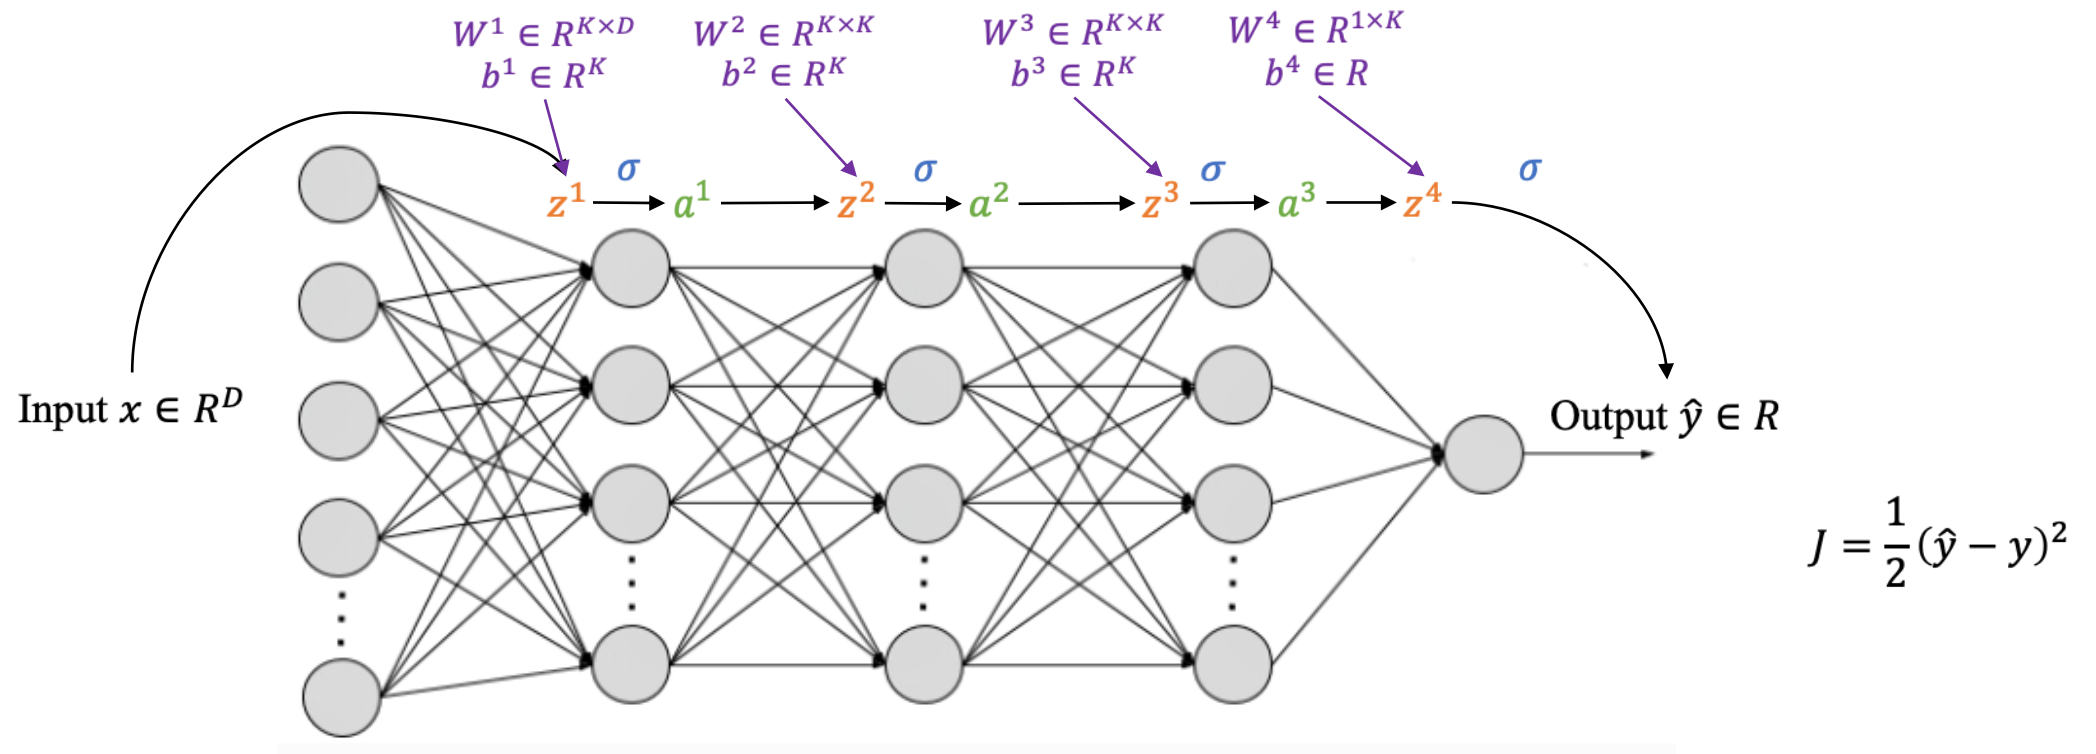 W¹ ∈ R^{K×D} W² ∈ R^{K×K} W³ ∈ R^{K×K} W⁴ ∈ R^{1×K}
b¹ ∈ R^K b² ∈ R^K b³ ∈ R^K b⁴ ∈ R
σ σ σ σ
z¹ a¹ z² a² z³ a³ z⁴
Input x ∈ R^D
Output ŷ ∈ R
J = \frac{1}{2}(ŷ − y)²